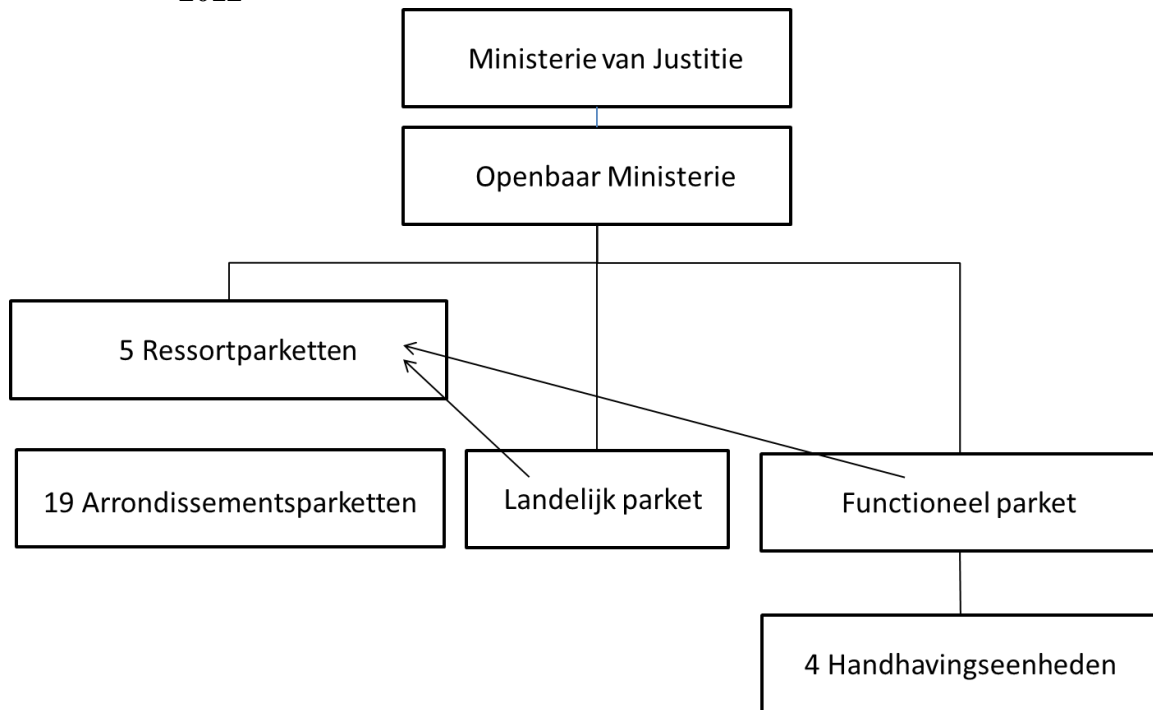 Ministerie van Justitie
Openbaar Ministerie
5 Ressortparketten
19 Arrondissementsparketten
Landelijk parket
Functioneel parket
4 Handhavingseenheden